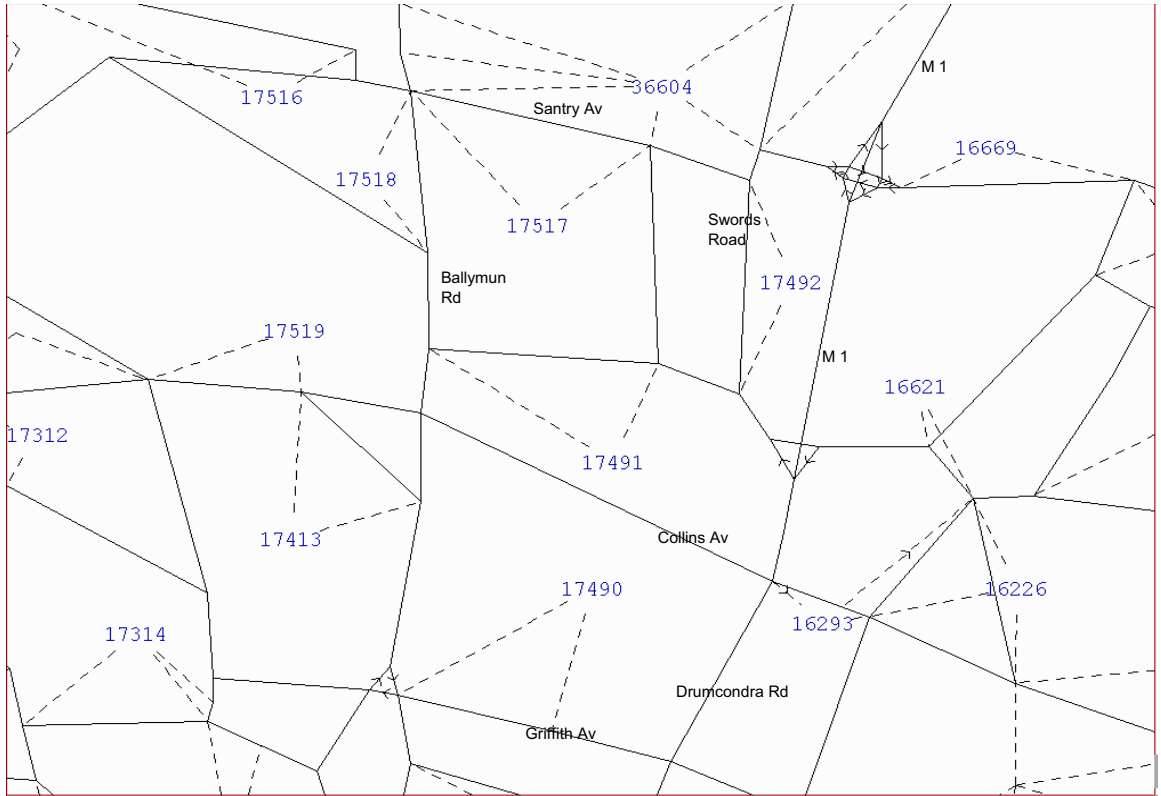 M 1
36604
17516
Santry Av
16669
17518
Swords
Road
17517
Ballymun
Rd
17492
17519
M 1
16621
17312
17491
17413
Collins Av
17490
16226
16293
17314
Drumcondra Rd
Griffith Av